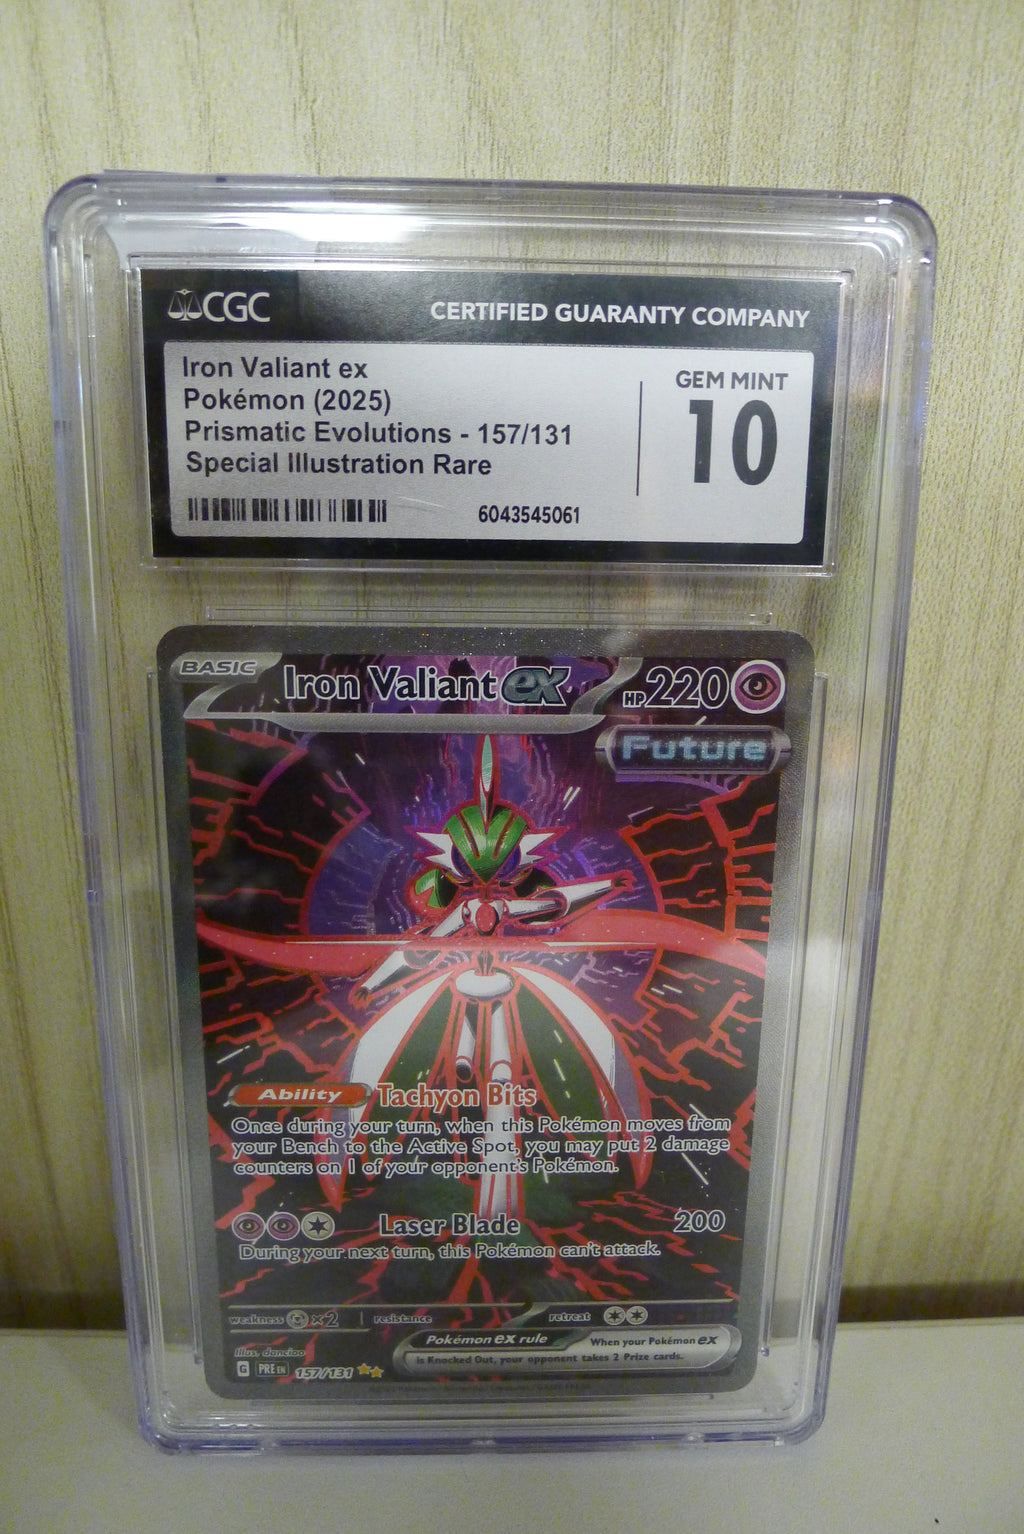 CGC
CERTIFIED GUARANTY COMPANY
Iron Valiant ex
Pokémon (2025)
Prismatic Evolutions - 157/131
Special Illustration Rare
6043545061
GEM MINT
10
BASIC
Iron Valiant ex
HP 220
Future
Ability Tachyon Bits
Once during your turn, when this Pokémon moves from
your Bench to the Active Spot, you may put 2 damage
counters on 1 of your opponent's Pokémon.
Laser Blade 200
During your next turn, this Pokémon can't attack.
weakness ×2 resistance retreat
Pokémon ex rule When your Pokémon ex
is Knocked Out, your opponent takes 2 Prize cards.
Illus. danciao
G PRE EN 157/131